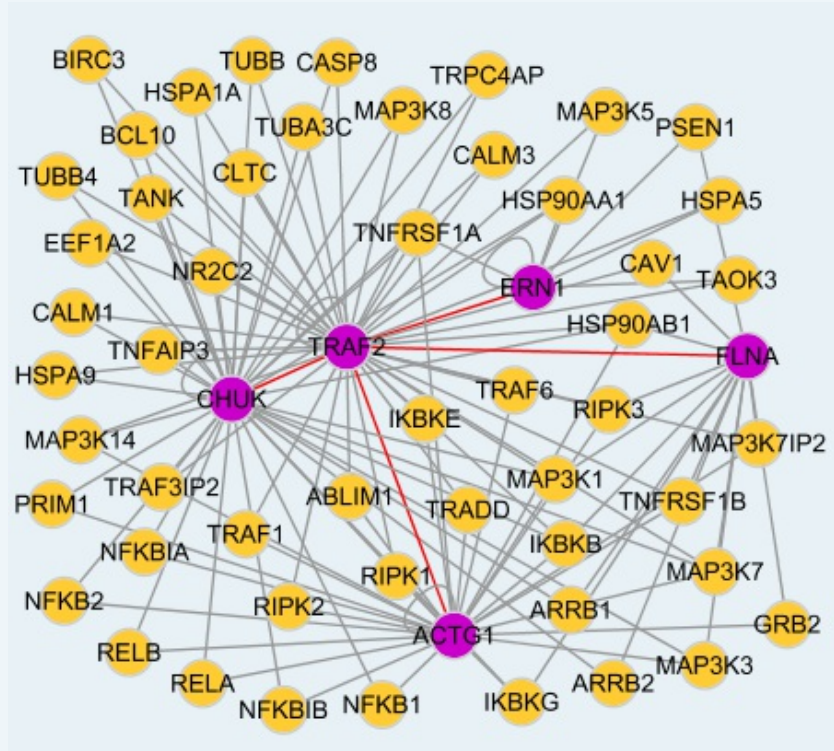 BIRC3
TUBB
CASP8
TRPC4AP
HSPA1A
MAP3K8
MAP3K5
BCL10
TUBA3C
PSEN1
CALM3
TUBB4
CLTC
TANK
HSP90AA1
HSPA5
TNFRSF1A
EEF1A2
NR2C2
CAV1
TAOK3
ERN1
CALM1
HSP90AB1
TNFAIP3
TRAF2
FLNA
HSPA9
CHUK
TRAF6
RIPK3
IKBKE
MAP3K14
MAP3K7IP2
MAP3K1
TRAF3IP2
ABLIM1
TNFRSF1B
PRIM1
TRADD
TRAF1
IKBKB
NFKBIA
MAP3K7
RIPK1
NFKB2
RIPK2
ARRB1
GRB2
ACTG1
RELB
MAP3K3
RELA
ARRB2
IKBKG
NFKB1
NFKBIB